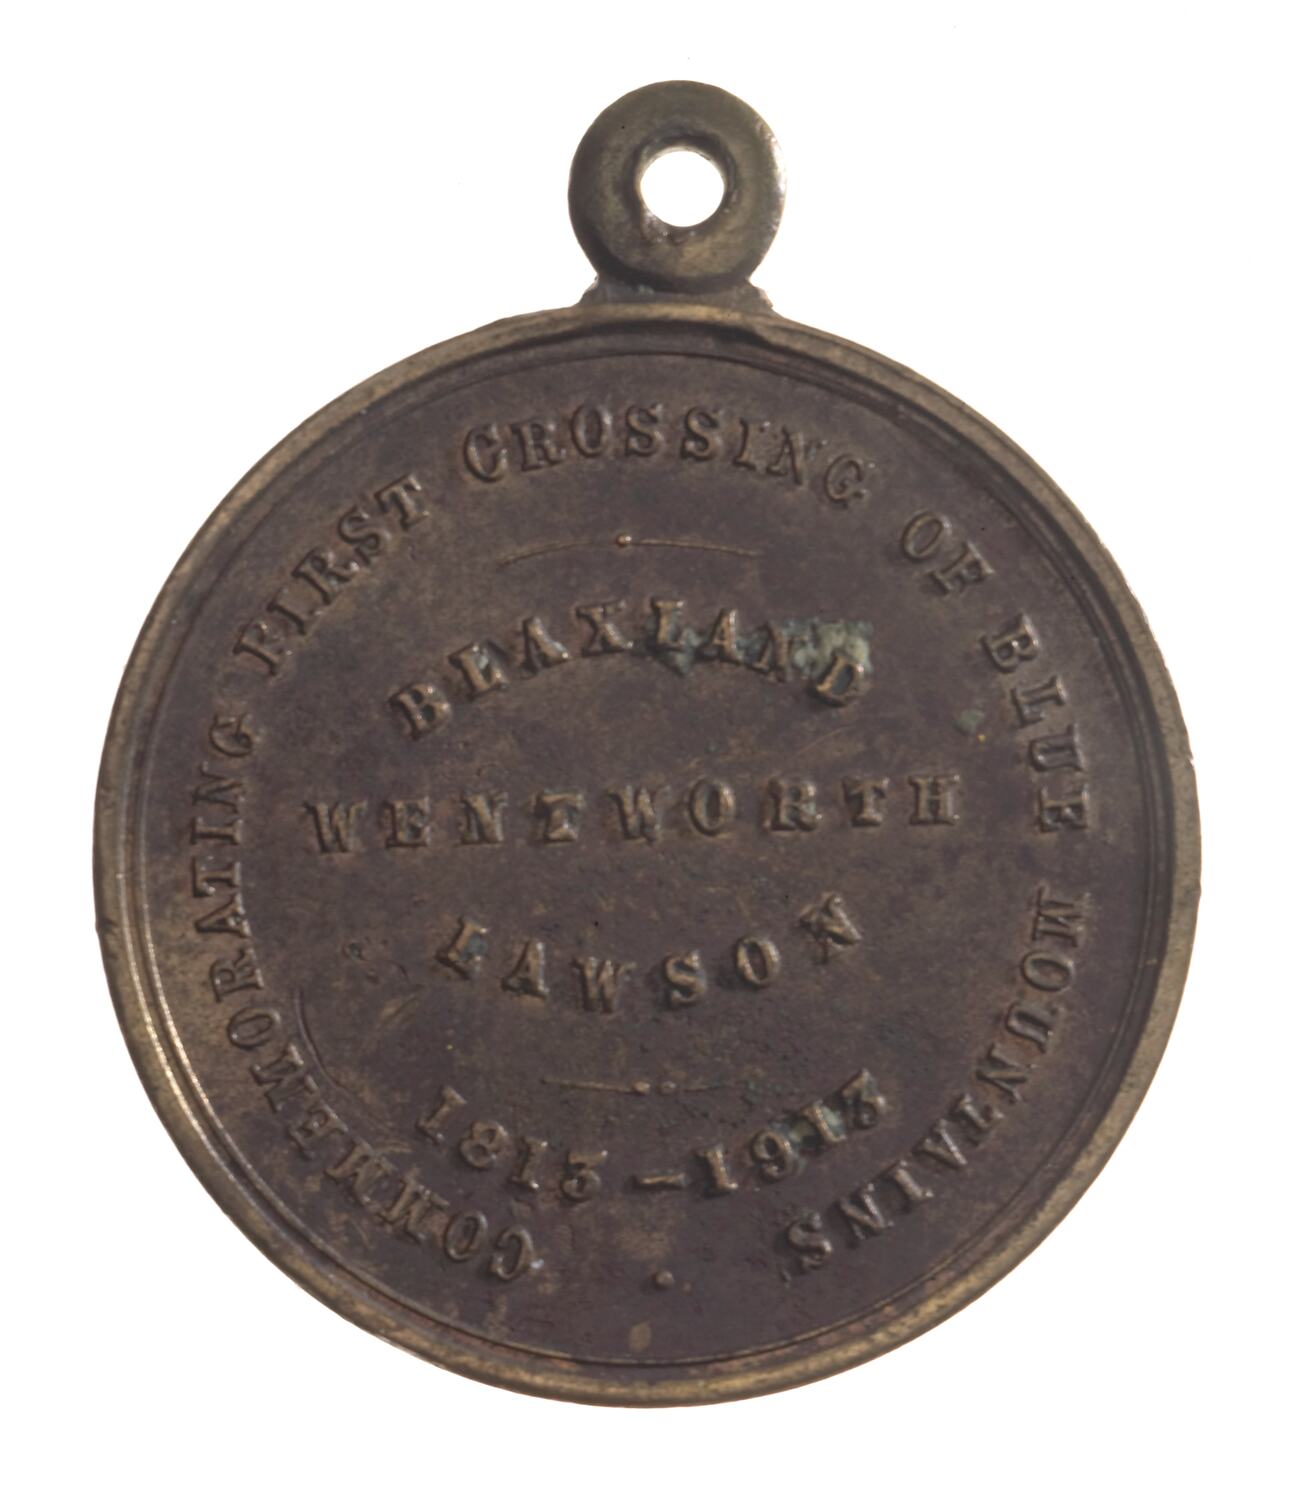 COMMEMORATING FIRST CROSSING OF BLUE MOUNTAINS
BLAXLAND
WENTWORTH
LAWSON
1813 - 1913